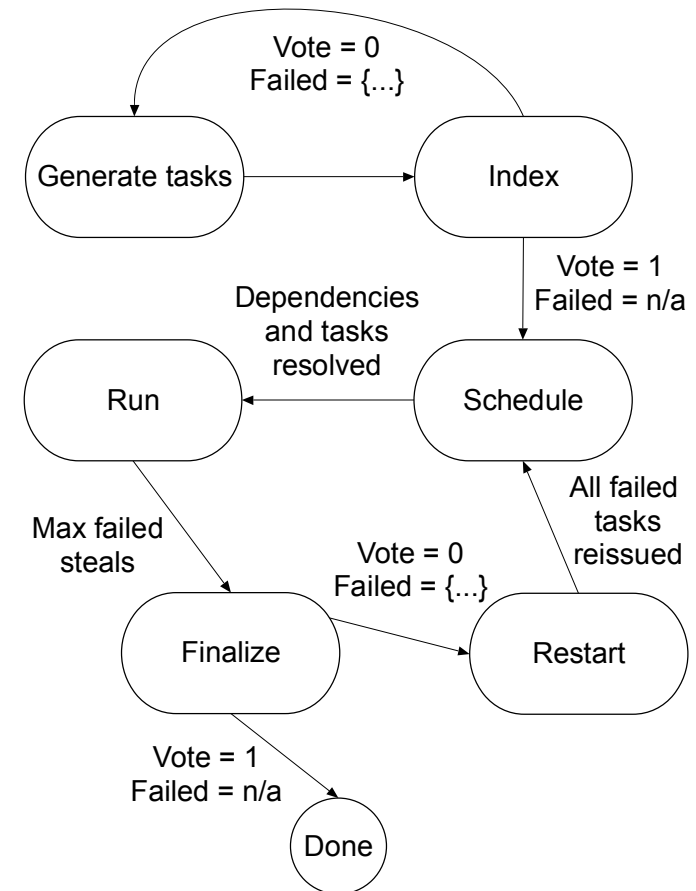 Vote = 0
Failed = {...}
Generate tasks
Index
Vote = 1
Failed = n/a
Dependencies
and tasks
resolved
Run
Schedule
All failed
tasks
reissued
Max failed
steals
Vote = 0
Failed = {...}
Finalize
Restart
Vote = 1
Failed = n/a
Done